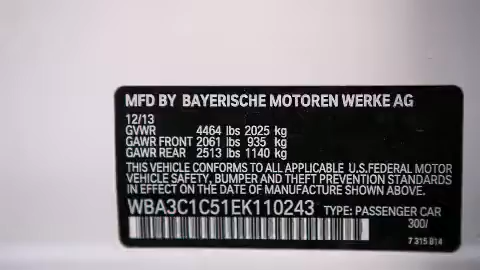 MFD BY BAYERISCHE MOTOREN WERKE AG
12/13
GVWR 4464 lbs 2025 kg
GAWR FRONT 2061 lbs 935 kg
GAWR REAR 2513 lbs 1140 kg
THIS VEHICLE CONFORMS TO ALL APPLICABLE U.S.FEDERAL MOTOR
VEHICLE SAFETY, BUMPER AND THEFT PREVENTION STANDARDS
IN EFFECT ON THE DATE OF MANUFACTURE SHOWN ABOVE.
WBA3C1C51EK110243 TYPE: PASSENGER CAR
300/
7 315 814